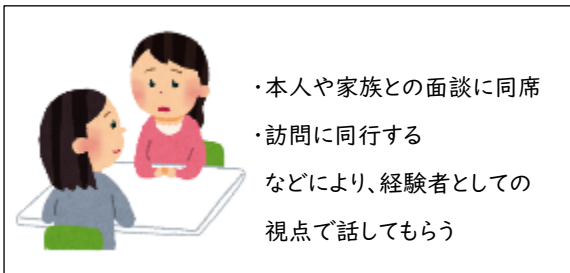 ・本人や家族との面談に同席
・訪問に同行する
などにより、経験者としての
視点で話してもらう